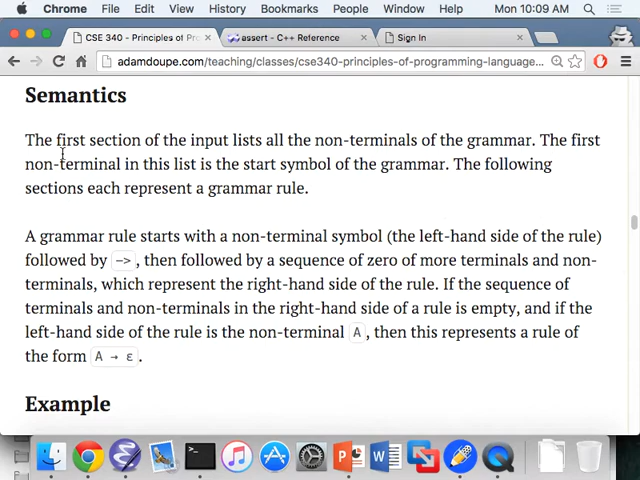 Chrome File Edit View History Bookmarks People Window Help Mon 10:09 AM
CSE 340 - Principles of Pro assert - C++ Reference Sign In
adamdoupe.com/teaching/classes/cse340-principles-of-programming-language...
Semantics
The first section of the input lists all the non-terminals of the grammar. The first
non-terminal in this list is the start symbol of the grammar. The following
sections each represent a grammar rule.
A grammar rule starts with a non-terminal symbol (the left-hand side of the rule)
followed by ->, then followed by a sequence of zero of more terminals and non-
terminals, which represent the right-hand side of the rule. If the sequence of
terminals and non-terminals in the right-hand side of a rule is empty, and if the
left-hand side of the rule is the non-terminal A, then this represents a rule of
the form A → ε.
Example